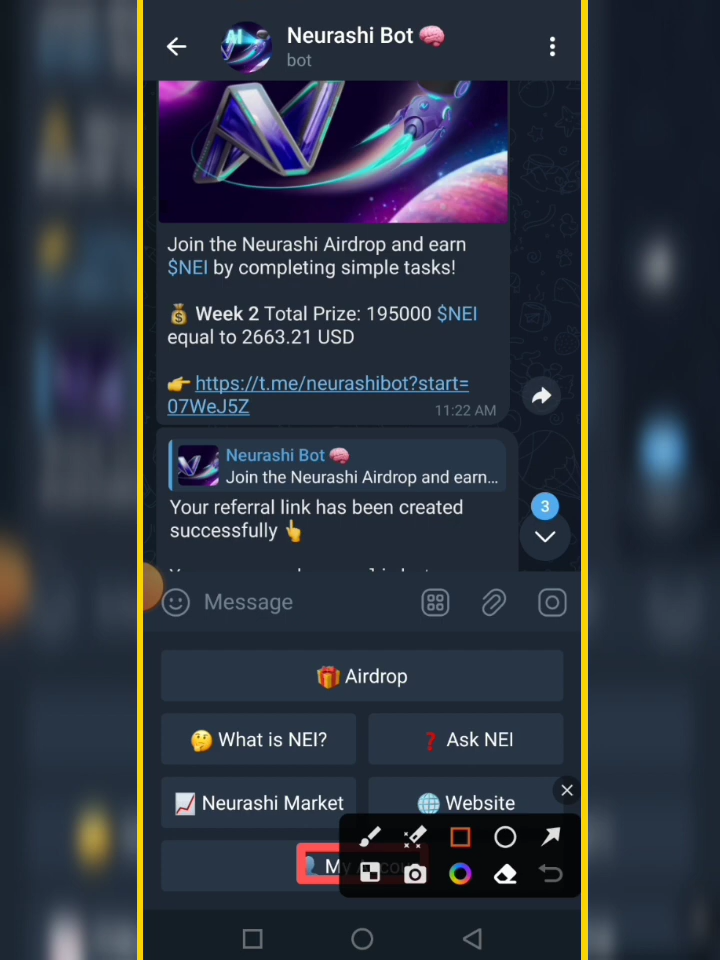 Neurashi Bot 🧠
bot
Join the Neurashi Airdrop and earn
$NEI by completing simple tasks!
💰 Week 2 Total Prize: 195000 $NEI
equal to 2663.21 USD
👉 https://t.me/neurashibot?start=
07WeJ5Z
11:22 AM
Neurashi Bot 🧠
Join the Neurashi Airdrop and earn...
Your referral link has been created
successfully 👆
3
Message
🎁 Airdrop
🤔 What is NEI?
❓ Ask NEI
📈 Neurashi Market
🌐 Website